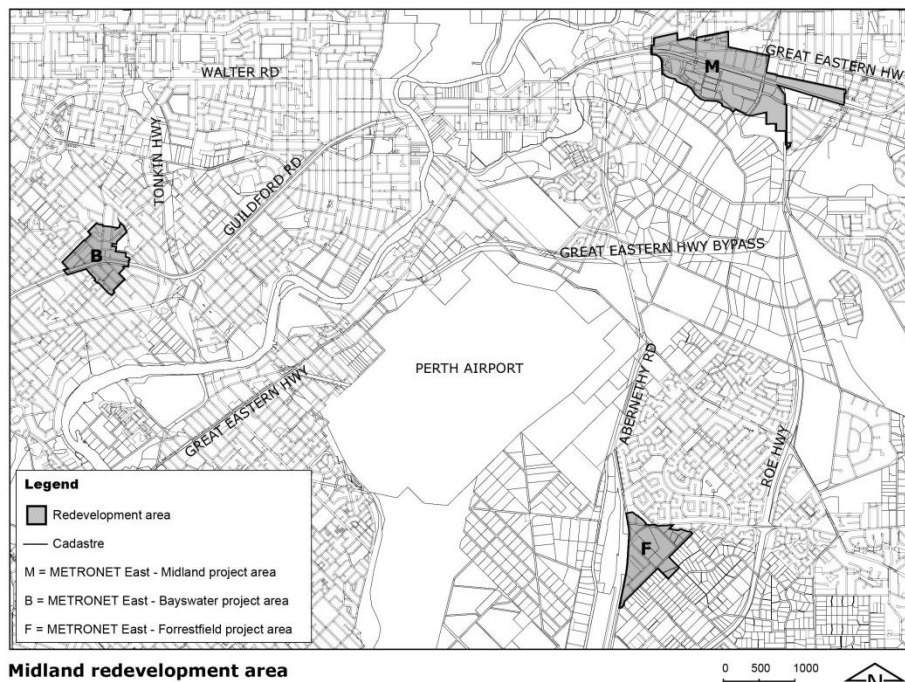 WALTER RD
M
GREAT EASTERN HW
TONKIN HWY
GUILDFORD RD
B
GREAT EASTERN HWY BYPASS
PERTH AIRPORT
ABERNETHY RD
GREAT EASTERN HWY
ROE HWY
F
Legend
Redevelopment area
Cadastre
M = METRONET East - Midland project area
B = METRONET East - Bayswater project area
F = METRONET East - Forrestfield project area
Midland redevelopment area
0 500 1000
N